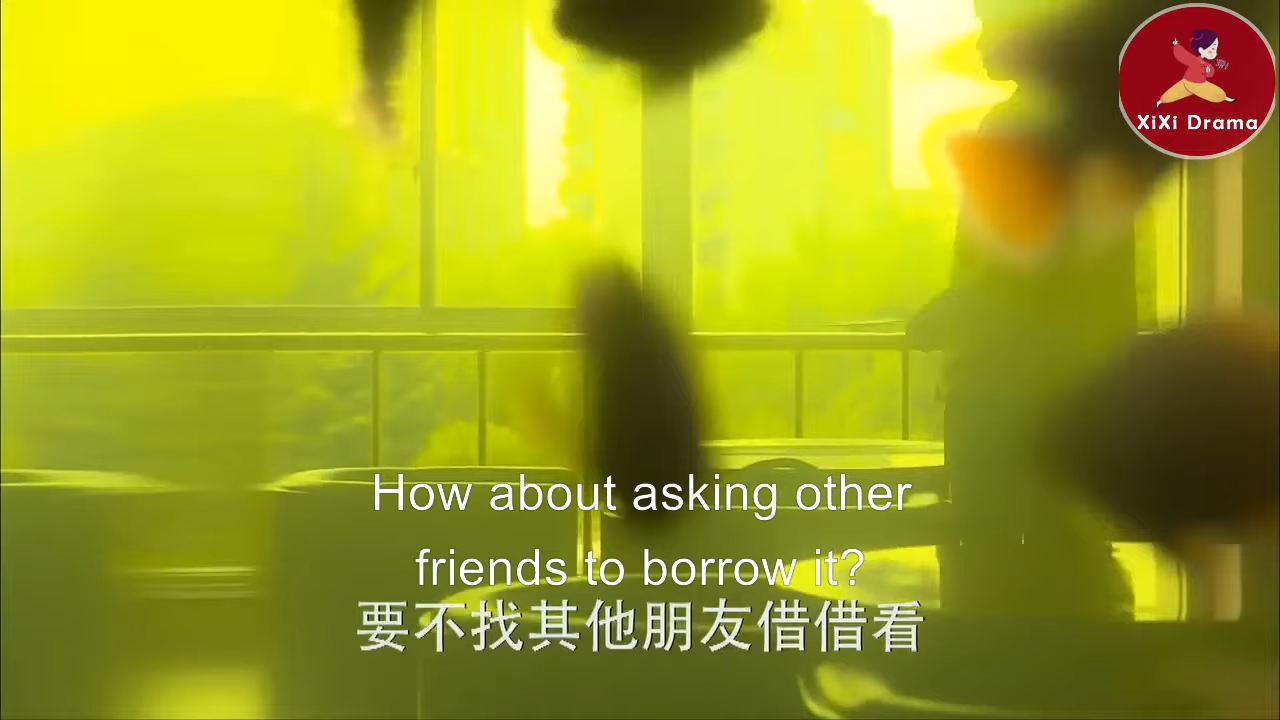 XiXi Drama
How about asking other
friends to borrow it?
要不找其他朋友借借看